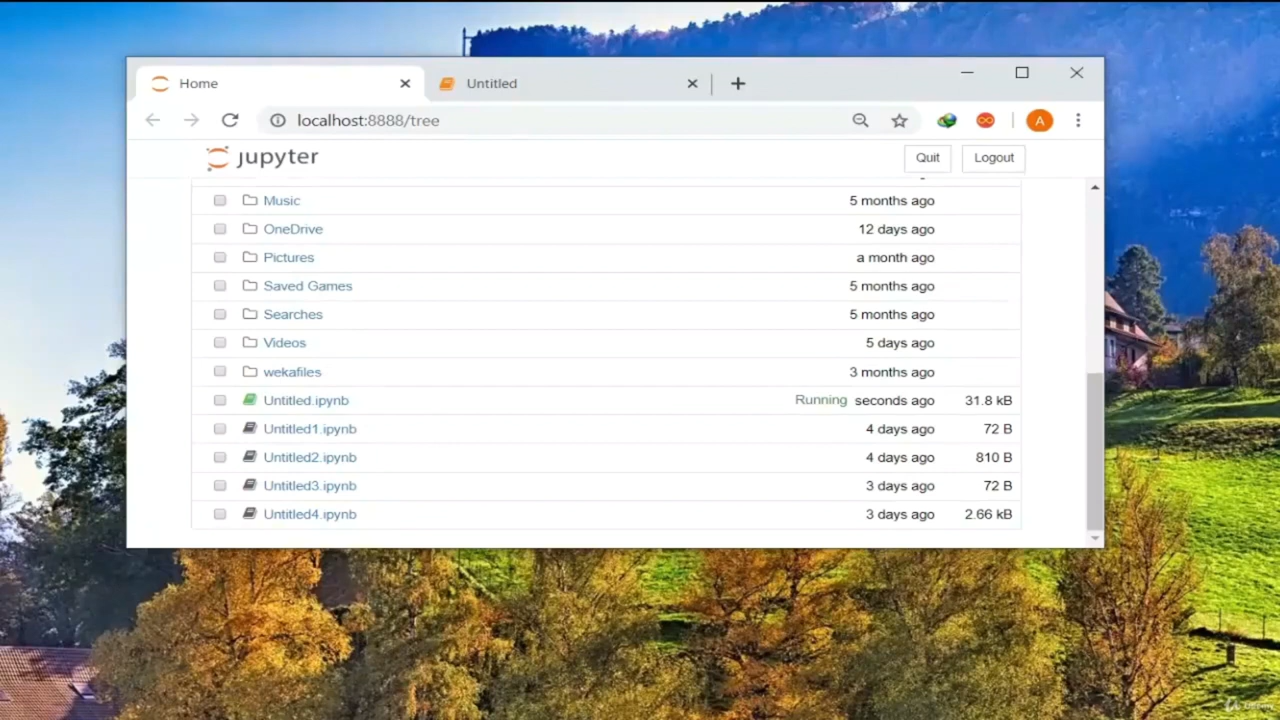 Home
Untitled
localhost:8888/tree
A
jupyter
Quit
Logout
Music 5 months ago
OneDrive 12 days ago
Pictures a month ago
Saved Games 5 months ago
Searches 5 months ago
Videos 5 days ago
wekafiles 3 months ago
Untitled.ipynb Running seconds ago 31.8 kB
Untitled1.ipynb 4 days ago 72 B
Untitled2.ipynb 4 days ago 810 B
Untitled3.ipynb 3 days ago 72 B
Untitled4.ipynb 3 days ago 2.66 kB